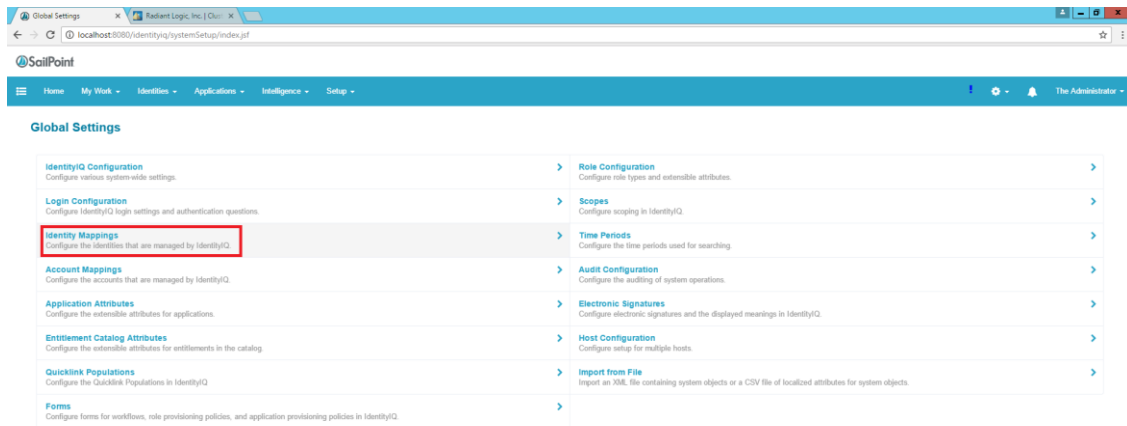 Global Settings
Radiant Logic, Inc. | Clus
localhost:8080/identityiq/systemSetup/index.jsf
SailPoint
Home My Work Identities Applications Intelligence Setup
The Administrator
Global Settings
IdentityIQ Configuration
Configure various system-wide settings.
Role Configuration
Configure role types and extensible attributes.
Login Configuration
Configure IdentityIQ login settings and authentication questions.
Scopes
Configure scoping in IdentityIQ
Identity Mappings
Configure the identities that are managed by IdentityIQ.
Time Periods
Configure the time periods used for searching.
Account Mappings
Configure the accounts that are managed by IdentityIQ.
Audit Configuration
Configure the auditing of system operations.
Application Attributes
Configure the extensible attributes for applications.
Electronic Signatures
Configure electronic signatures and the displayed meanings in IdentityIQ.
Entitlement Catalog Attributes
Configure the extensible attributes for entitlements in the catalog.
Host Configuration
Configure setup for multiple hosts.
Quicklink Populations
Configure the Quicklink Populations in IdentityIQ
Import from File
Import an XML file containing system objects or a CSV file of localized attributes for system objects.
Forms
Configure forms for workflows, role provisioning policies, and application provisioning policies in IdentityIQ.